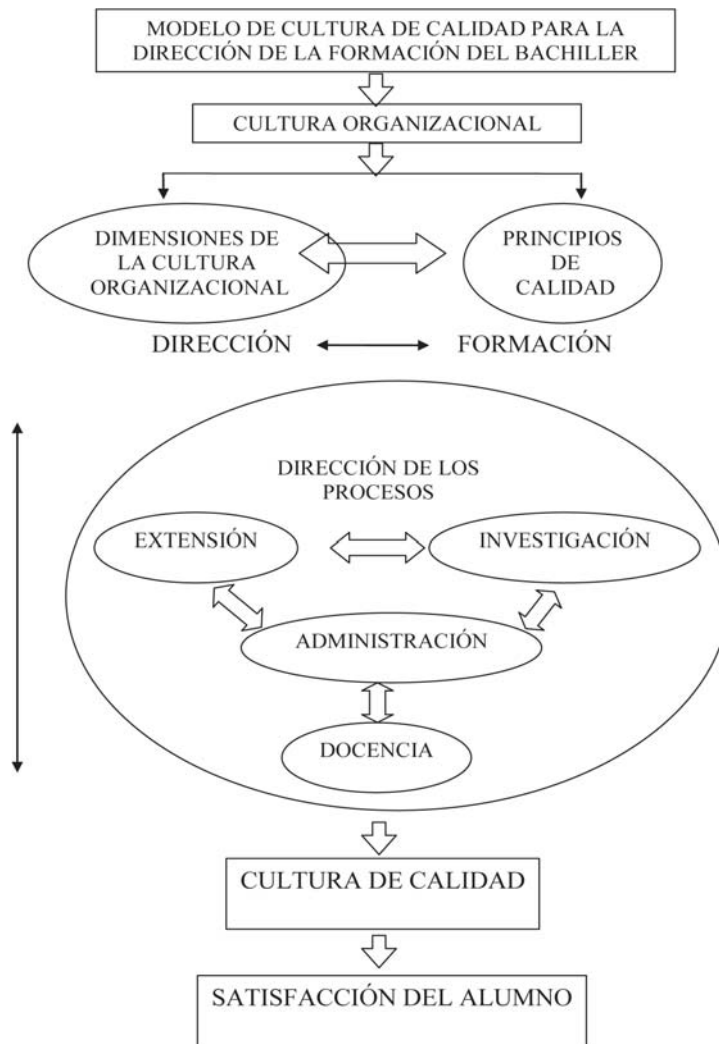 MODELO DE CULTURA DE CALIDAD PARA LA
DIRECCIÓN DE LA FORMACIÓN DEL BACHILLER
CULTURA ORGANIZACIONAL
DIMENSIONES DE
LA CULTURA
ORGANIZACIONAL
PRINCIPIOS
DE
CALIDAD
DIRECCIÓN
FORMACIÓN
DIRECCIÓN DE LOS
PROCESOS
EXTENSIÓN
INVESTIGACIÓN
ADMINISTRACIÓN
DOCENCIA
CULTURA DE CALIDAD
SATISFACCIÓN DEL ALUMNO